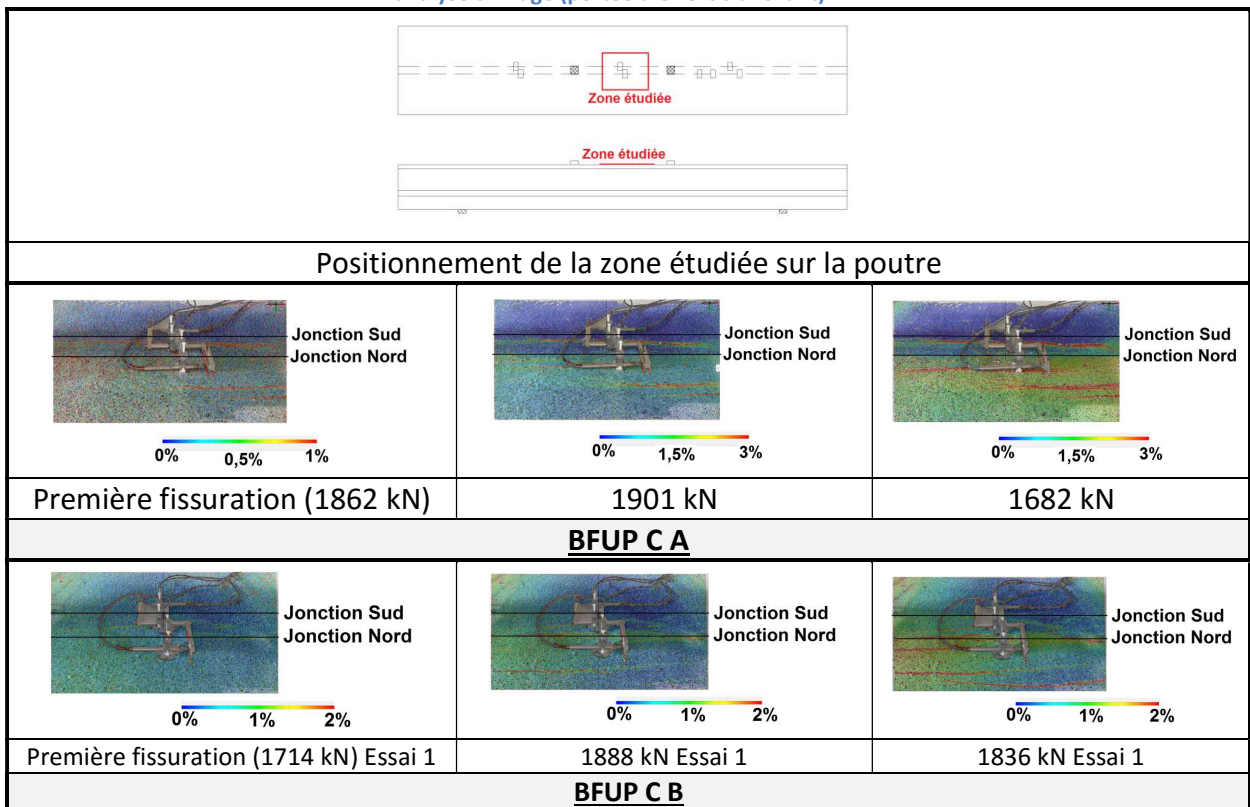 Zone étudiée
Zone étudiée
Positionnement de la zone étudiée sur la poutre
Jonction Sud
Jonction Nord
0% 0,5% 1%
Jonction Sud
Jonction Nord
0% 1,5% 3%
Jonction Sud
Jonction Nord
0% 1,5% 3%
Première fissuration (1862 kN) 1901 kN 1682 kN
BFUP C A
Jonction Sud
Jonction Nord
0% 1% 2%
Jonction Sud
Jonction Nord
0% 1% 2%
Jonction Sud
Jonction Nord
0% 1% 2%
Première fissuration (1714 kN) Essai 1 1888 kN Essai 1 1836 kN Essai 1
BFUP C B